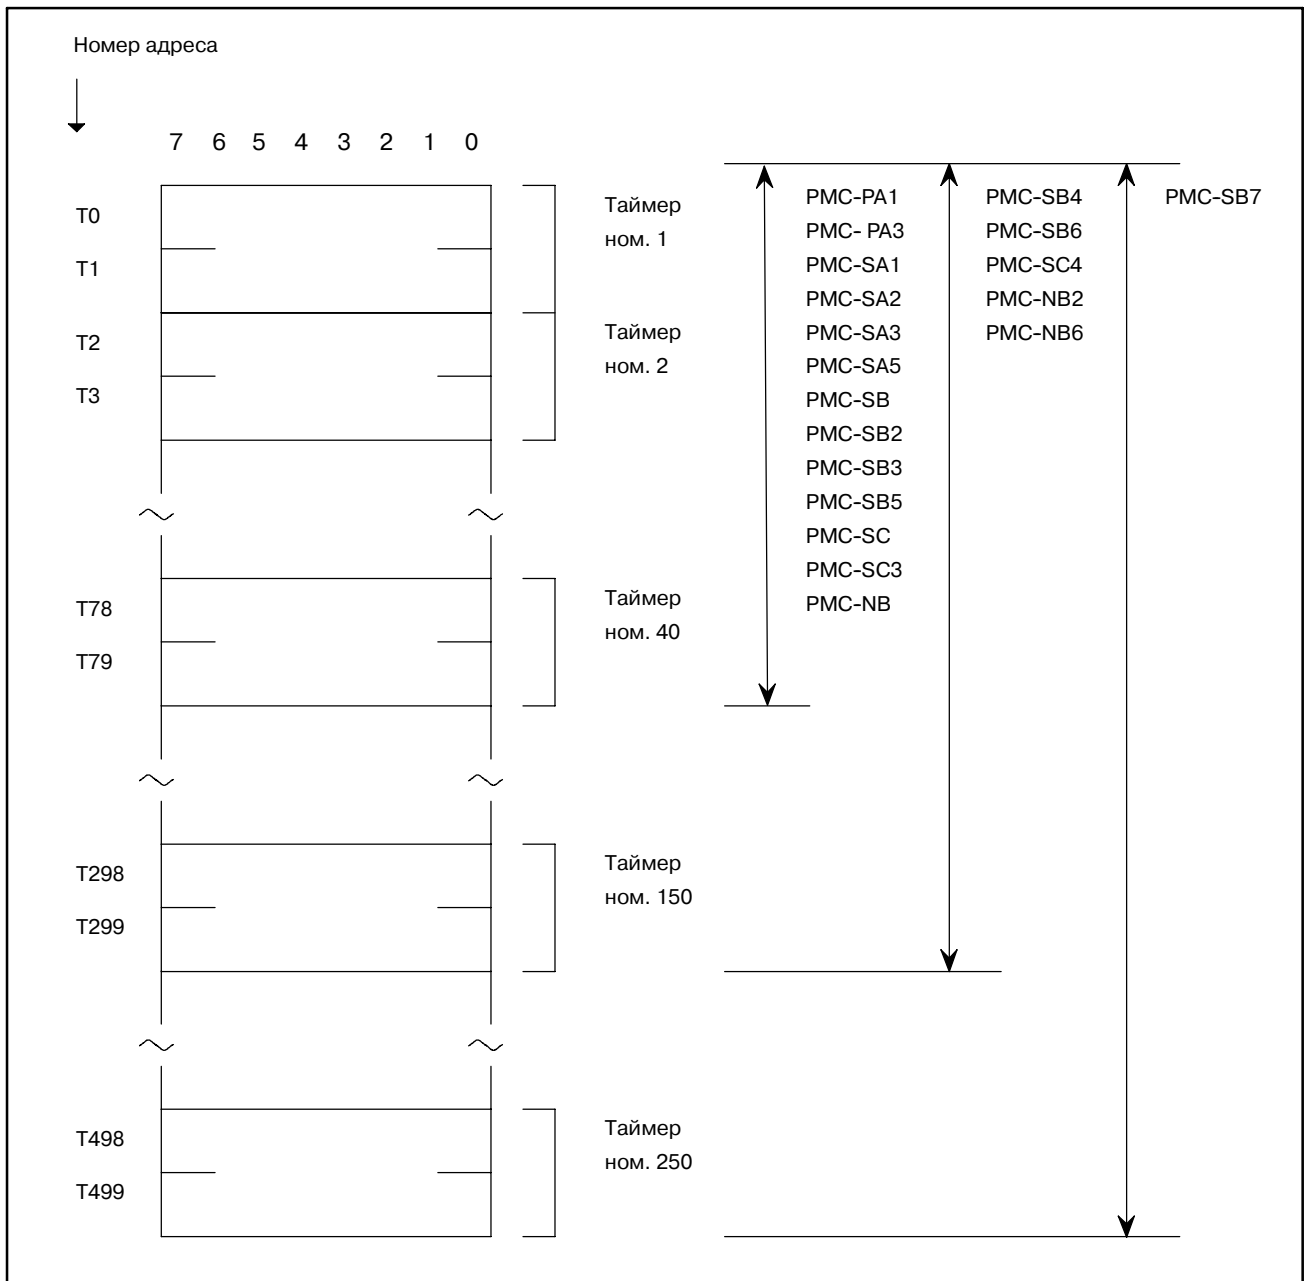 Номер адреса
7 6 5 4 3 2 1 0
T0
T1
Таймер
ном. 1
T2
T3
Таймер
ном. 2
T78
T79
Таймер
ном. 40
T298
T299
Таймер
ном. 150
T498
T499
Таймер
ном. 250
PMC-PA1
PMC- PA3
PMC-SA1
PMC-SA2
PMC-SA3
PMC-SA5
PMC-SB
PMC-SB2
PMC-SB3
PMC-SB5
PMC-SC
PMC-SC3
PMC-NB
PMC-SB4
PMC-SB6
PMC-SC4
PMC-NB2
PMC-NB6
PMC-SB7